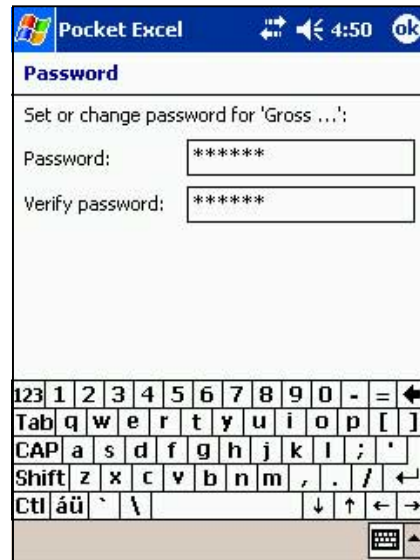 Pocket Excel 4:50 ok
Password
Set or change password for 'Gross ...':
Password: ******
Verify password: ******
123 1 2 3 4 5 6 7 8 9 0 - =
Tab q w e r t y u i o p [ ]
CAP a s d f g h j k l ; '
Shift z x c v b n m , . /
Ctl áü ` \